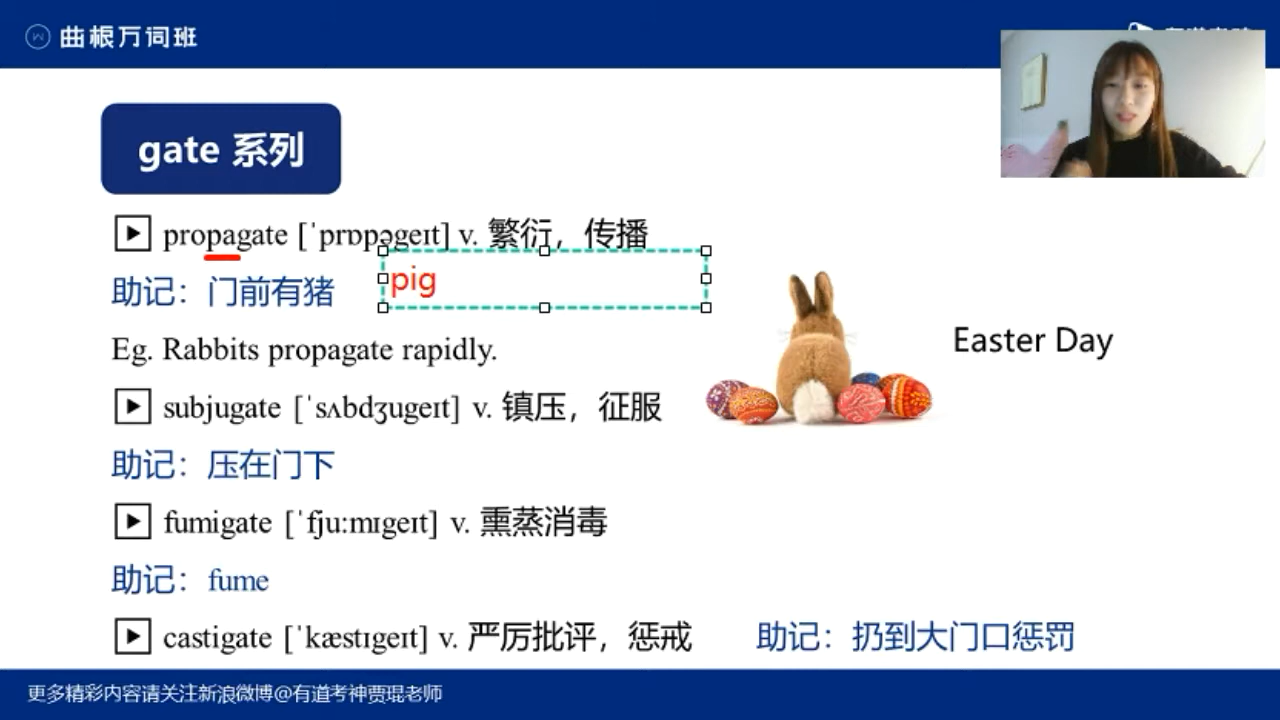 曲根万词班
gate 系列
propagate [ˈprɒpəgeɪt] v. 繁衍，传播
pig
助记：门前有猪
Eg. Rabbits propagate rapidly.
Easter Day
subjugate [ˈsʌbdʒugeɪt] v. 镇压，征服
助记：压在门下
fumigate [ˈfju:mɪgeɪt] v. 熏蒸消毒
助记：fume
castigate [ˈkæstɪgeɪt] v. 严厉批评，惩戒 助记：扔到大门口惩罚
更多精彩内容请关注新浪微博@有道考神贾琨老师